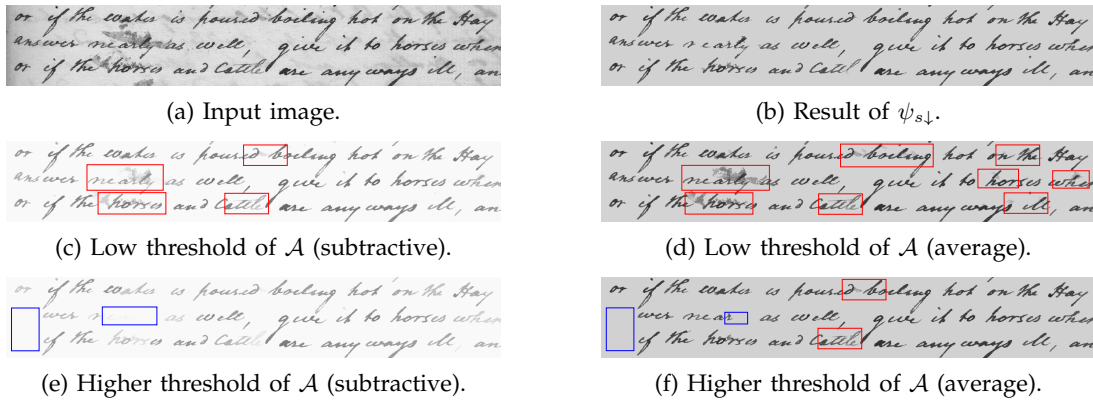 or if the water is poured boiling hot on the Hay
answer nearly as well, give it to horses when
or if the horses and Cattle are any ways ill, an
(a) Input image.
or if the water is poured boiling hot on the Hay
answer nearly as well, give it to horses when
or if the horses and Cattle are any ways ill, an
(b) Result of ψs↓.
or if the water is poured boiling hot on the Hay
answer nearly as well, give it to horses when
or if the horses and Cattle are any ways ill, an
(c) Low threshold of 𝒜 (subtractive).
or if the water is poured boiling hot on the Hay
answer nearly as well, give it to horses when
or if the horses and Cattle are any ways ill, an
(d) Low threshold of 𝒜 (average).
or if the water is poured boiling hot on the Hay
wer ne as well, give it to horses when
if the horses and Cattle are any ways ill, an
(e) Higher threshold of 𝒜 (subtractive).
or if the water is poured boiling hot on the Hay
wer near as well, give it to horses when
if the horses and Cattle are any ways ill, an
(f) Higher threshold of 𝒜 (average).